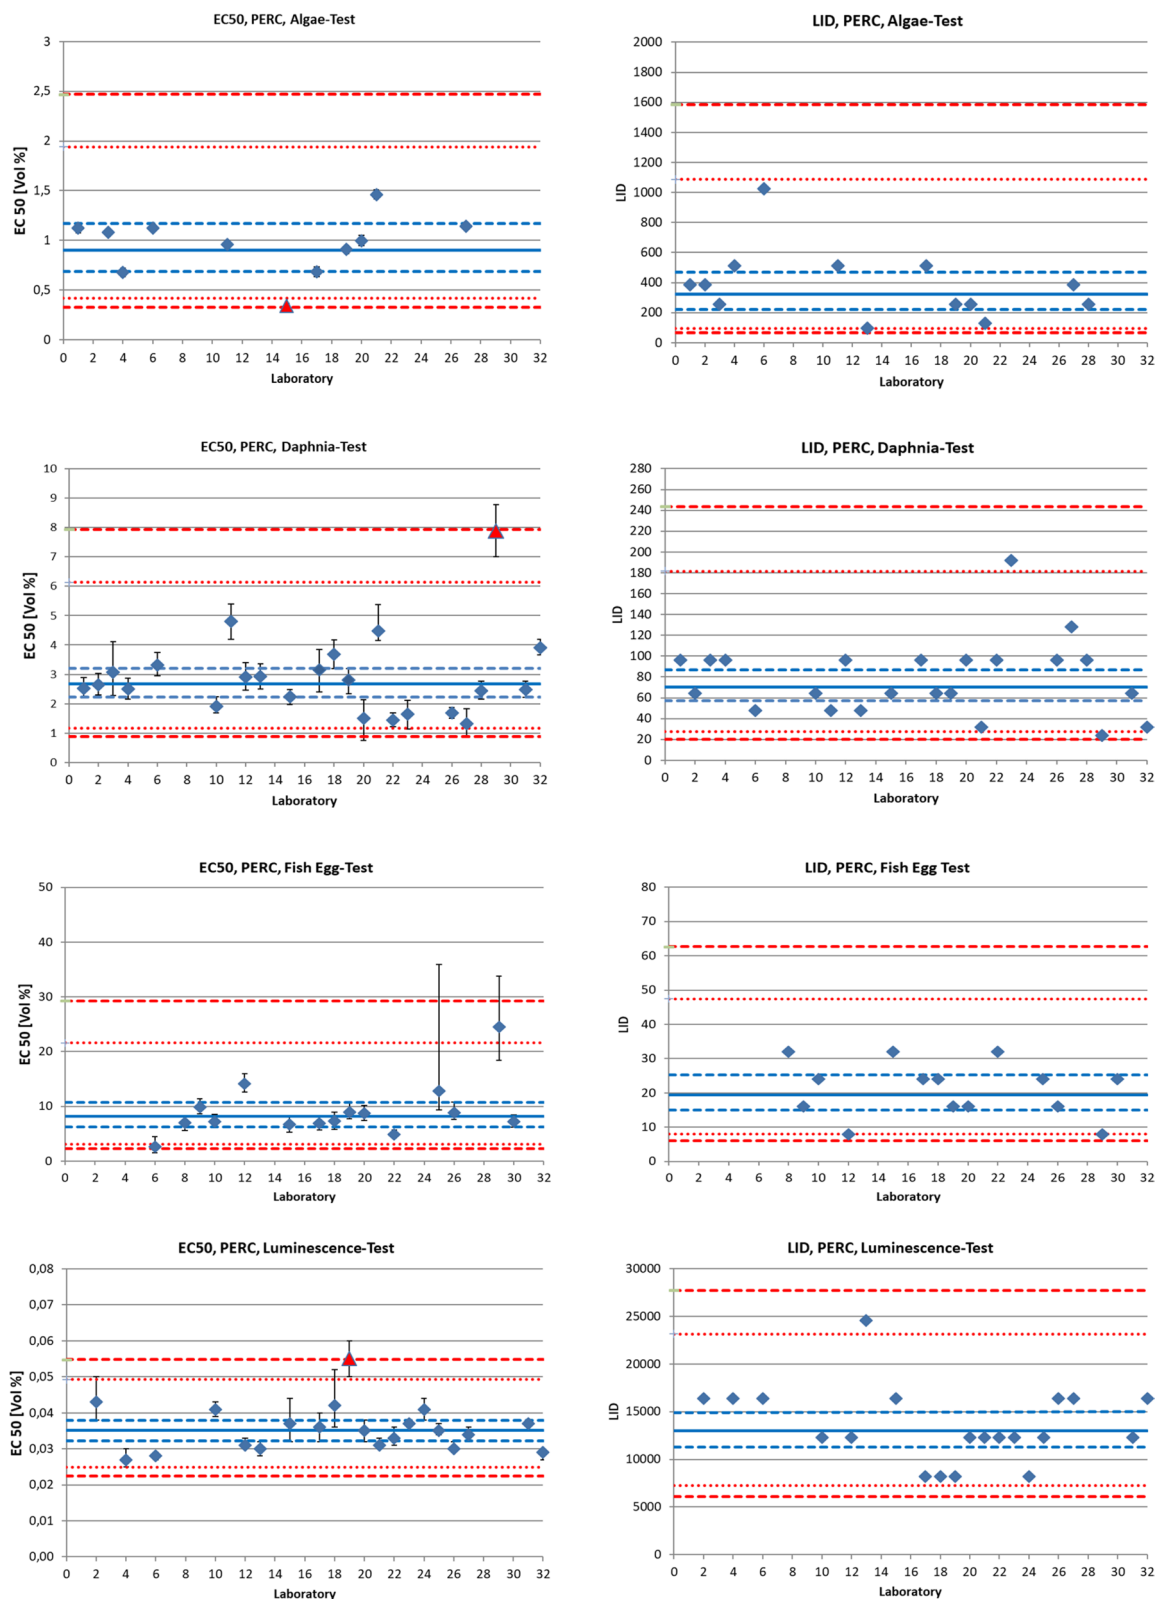 EC50, PERC, Algae-Test
3
2,5
2
1,5
1
0,5
0
EC 50 [Vol %]
0 2 4 6 8 10 12 14 16 18 20 22 24 26 28 30 32
Laboratory
LID, PERC, Algae-Test
2000
1800
1600
1400
1200
1000
800
600
400
200
0
LID
0 2 4 6 8 10 12 14 16 18 20 22 24 26 28 30 32
Laboratory
EC50, PERC, Daphnia-Test
10
9
8
7
6
5
4
3
2
1
0
EC 50 [Vol %]
0 2 4 6 8 10 12 14 16 18 20 22 24 26 28 30 32
Laboratory
LID, PERC, Daphnia-Test
280
260
240
220
200
180
160
140
120
100
80
60
40
20
0
LID
0 2 4 6 8 10 12 14 16 18 20 22 24 26 28 30 32
Laboratory
EC50, PERC, Fish Egg-Test
50
40
30
20
10
0
EC 50 [Vol %]
0 2 4 6 8 10 12 14 16 18 20 22 24 26 28 30 32
Laboratory
LID, PERC, Fish Egg Test
80
70
60
50
40
30
20
10
0
LID
0 2 4 6 8 10 12 14 16 18 20 22 24 26 28 30 32
Laboratory
EC50, PERC, Luminescence-Test
0,08
0,07
0,06
0,05
0,04
0,03
0,02
0,01
0,00
EC 50 [Vol %]
0 2 4 6 8 10 12 14 16 18 20 22 24 26 28 30 32
Laboratory
LID, PERC, Luminescence-Test
30000
25000
20000
15000
10000
5000
0
LID
0 2 4 6 8 10 12 14 16 18 20 22 24 26 28 30 32
Laboratory